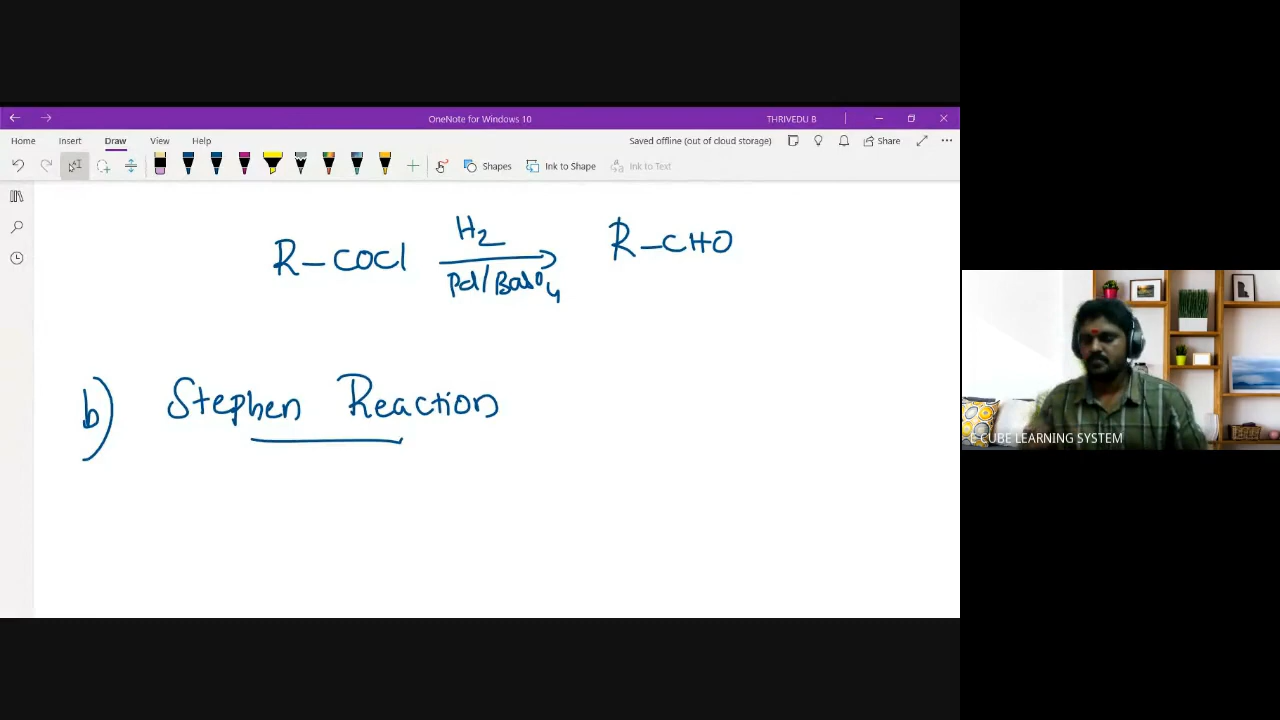 OneNote for Windows 10
THRIVEDU B
Home Insert Draw View Help
Saved offline (out of cloud storage)
Share
Shapes
Ink to Shape
Ink to Text
R-COCl H2 Pd/BaSO4 R-CHO
b) Stephen Reaction
E CUBE LEARNING SYSTEM